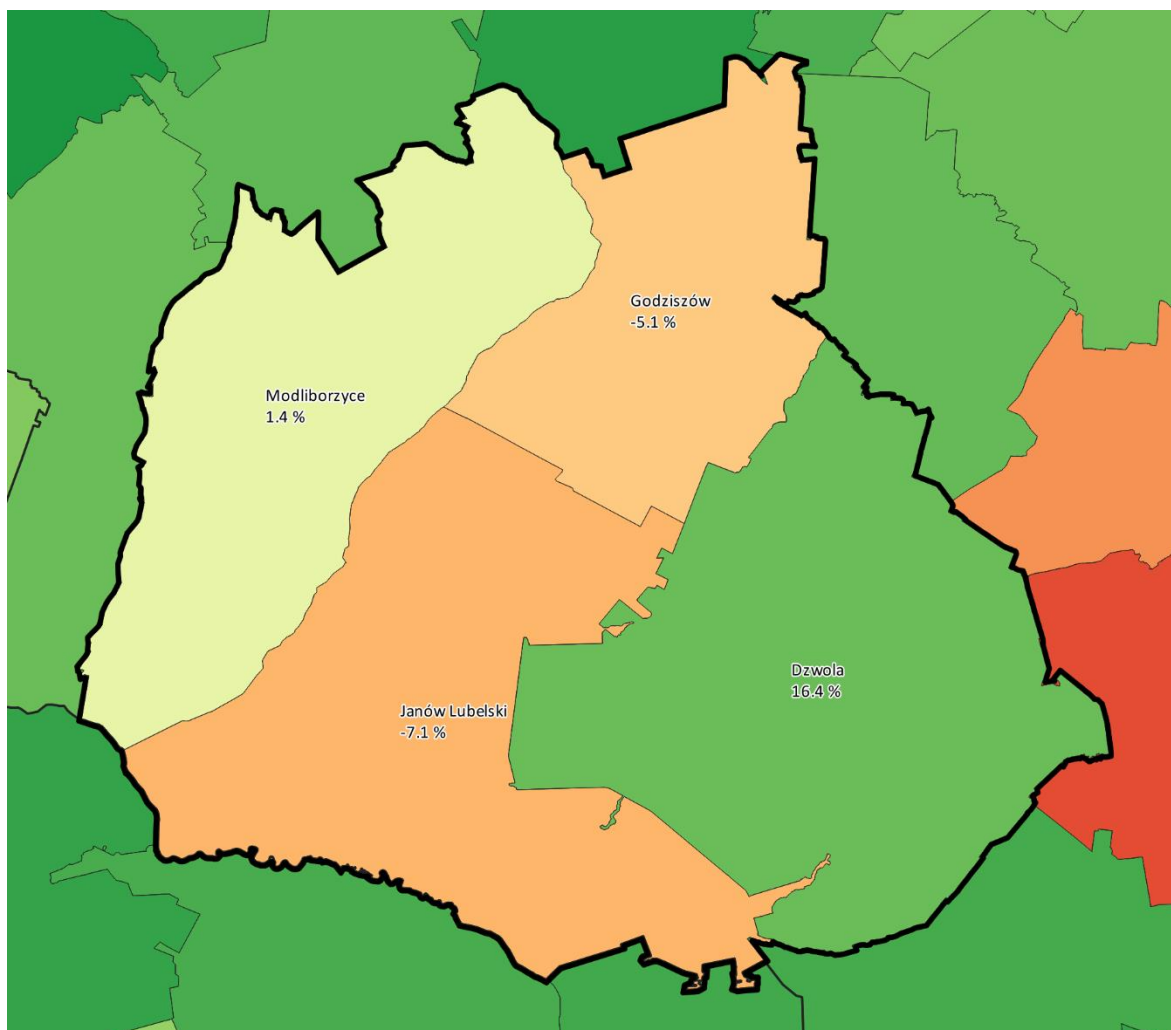 Godziszów
-5.1 %
Modliborzyce
1.4 %
Dzwola
16.4 %
Janów Lubelski
-7.1 %